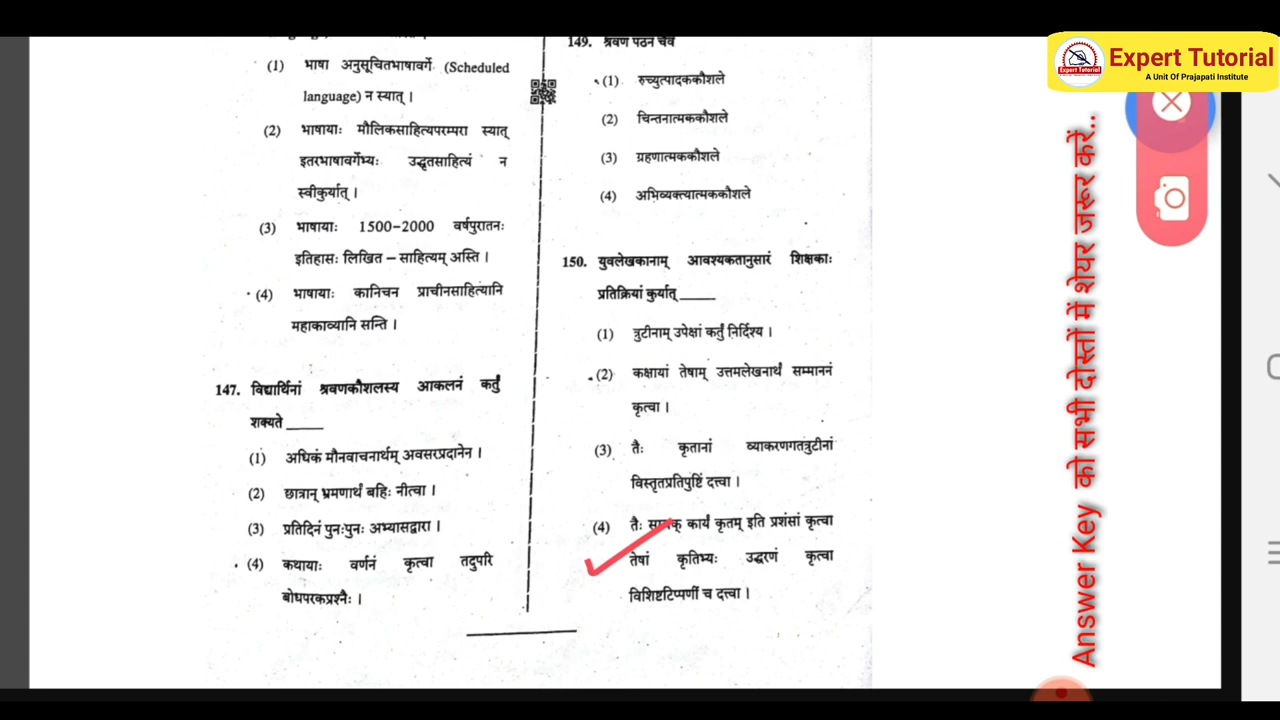 (1) भाषा अनुसूचितभाषावर्गे (Scheduled
language) न स्यात् ।
(2) भाषायाः मौलिकसाहित्यपरम्परा स्यात्
इतरभाषावर्गेभ्यः उद्धृतसाहित्यं न
स्वीकुर्यात् ।
(3) भाषायाः 1500-2000 वर्षपुरातनः
इतिहासः लिखित – साहित्यम् अस्ति ।
(4) भाषायाः कानिचन प्राचीनसाहित्यानि
महाकाव्यानि सन्ति ।
147. विद्यार्थिनां श्रवणकौशलस्य आकलनं कर्तुं
शक्यते ____
(1) अधिकं मौनवाचनार्थम् अवसरप्रदानेन ।
(2) छात्रान् भ्रमणार्थं बहिः नीत्वा ।
(3) प्रतिदिनं पुनःपुनः अभ्यासद्वारा ।
(4) कथायाः वर्णनं कृत्वा तदुपरि
बोधपरकप्रश्नैः ।
149. श्रवण पठन चैव
(1) रुच्युत्पादककौशले
(2) चिन्तनात्मककौशले
(3) ग्रहणात्मककौशले
(4) अभिव्यक्त्यात्मककौशले
150. युवलेखकानाम् आवश्यकतानुसारं शिक्षकाः
प्रतिक्रियां कुर्यात् ____
(1) त्रुटीनाम् उपेक्षां कर्तुं निर्दिश्य ।
(2) कक्षायां तेषाम् उत्तमलेखनार्थं सम्माननं
कृत्वा ।
(3) तैः कृतानां व्याकरणगतत्रुटीनां
विस्तृतप्रतिपुष्टिं दत्त्वा ।
(4) तैः कार्यं कृतम् इति प्रशंसां कृत्वा
तेषां कृतिभ्यः उद्धरणं कृत्वा
विशिष्टटिप्पणीं च दत्त्वा ।
Expert Tutorial
Expert Tutorial
A Unit Of Prajapati Institute
Answer Key को सभी दोस्तों में शेयर जरूर करें..